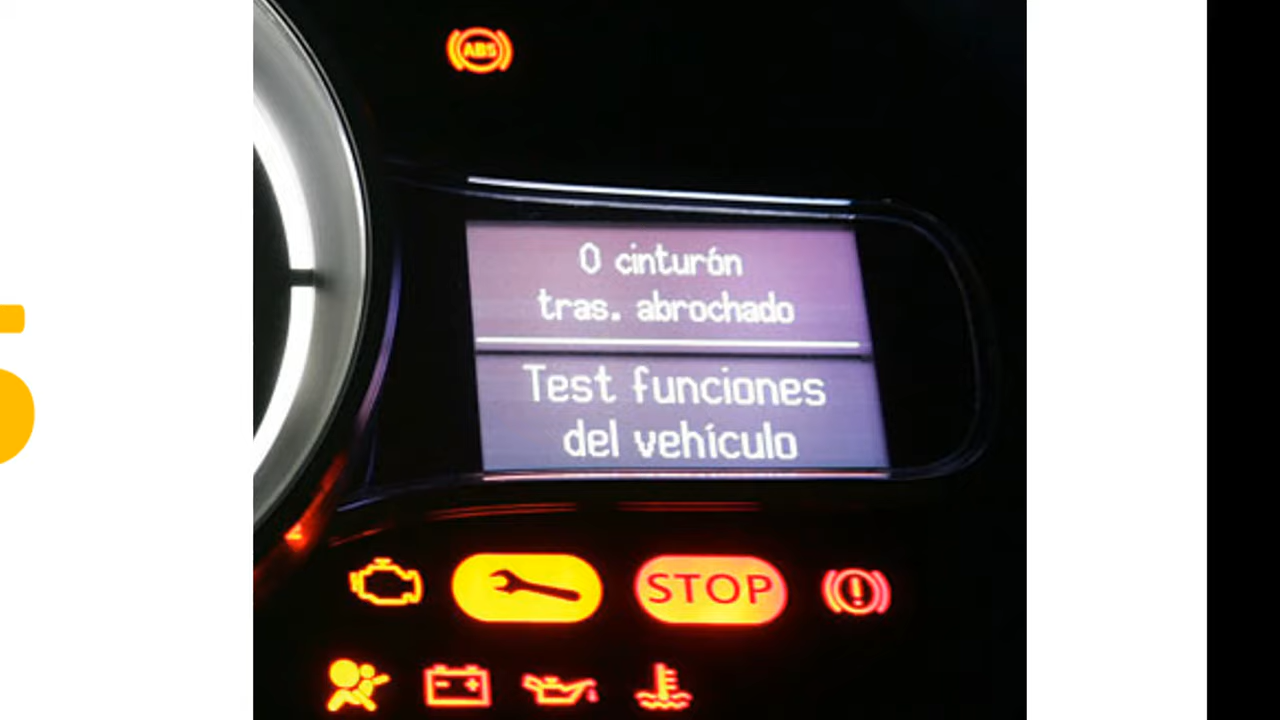 ABS
0 cinturón
tras. abrochado
Test funciones
del vehículo
STOP